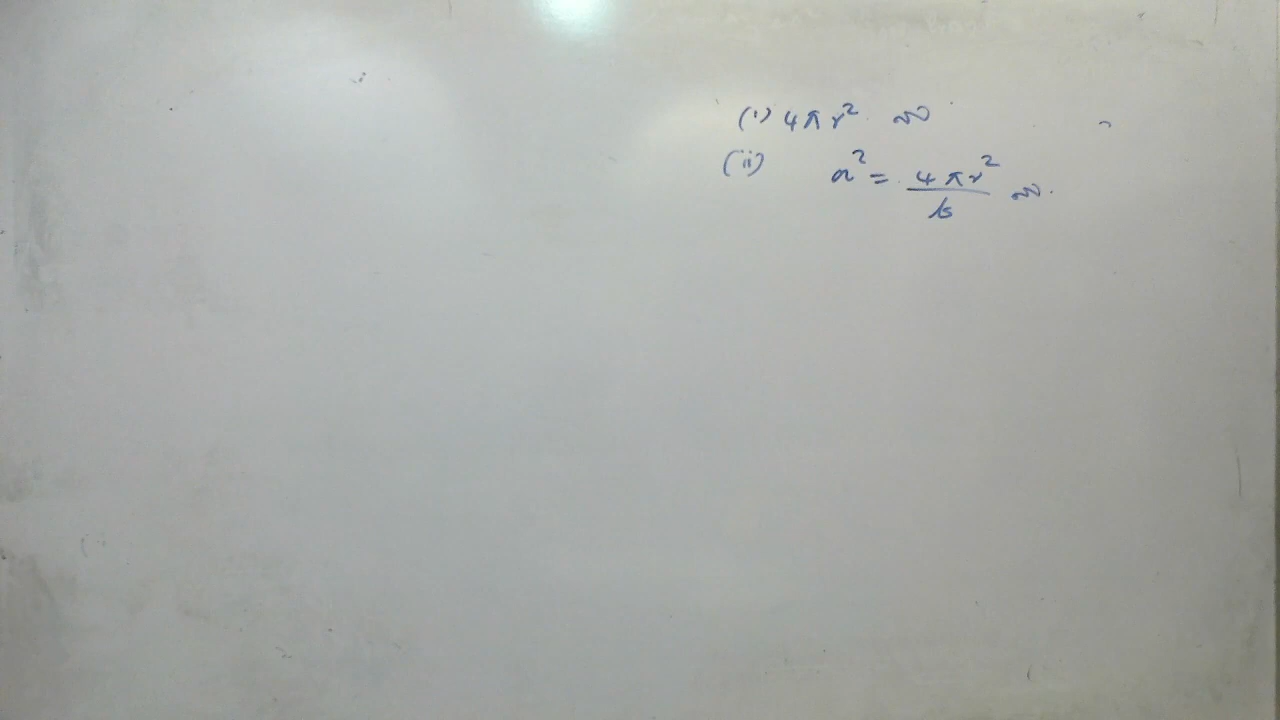 (i) 4πr²
(ii) a² = 4πr² / 6